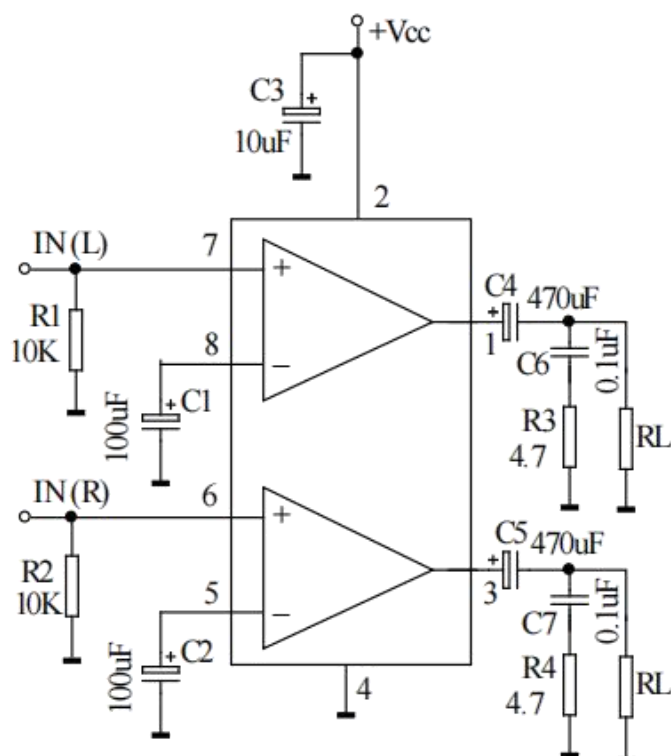 +Vcc
C3
+
10uF
2
IN(L)
7
+
C4
470uF
+
R1
10K
1
C6
0.1uF
8
−
+
C1
100uF
R3
4.7
RL
IN(R)
6
+
C5
470uF
+
R2
10K
3
C7
0.1uF
5
−
+
C2
100uF
R4
4.7
RL
4